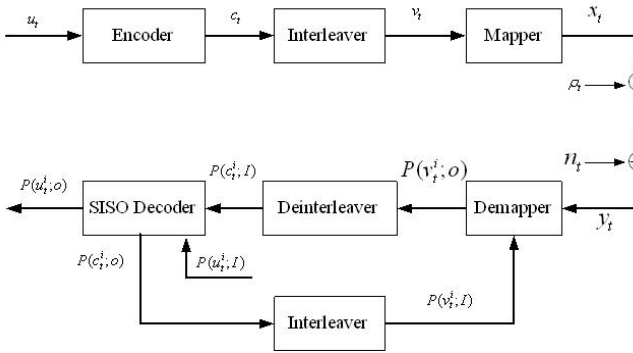 u_t
Encoder
c_t
Interleaver
v_t
Mapper
x_t
ρ_t
n_t
y_t
Demapper
P(v_t^i;o)
Deinterleaver
P(c_t^i;I)
SISO Decoder
P(u_t^i;o)
P(c_t^i;o)
P(u_t^i;I)
Interleaver
P(v_t^i;I)